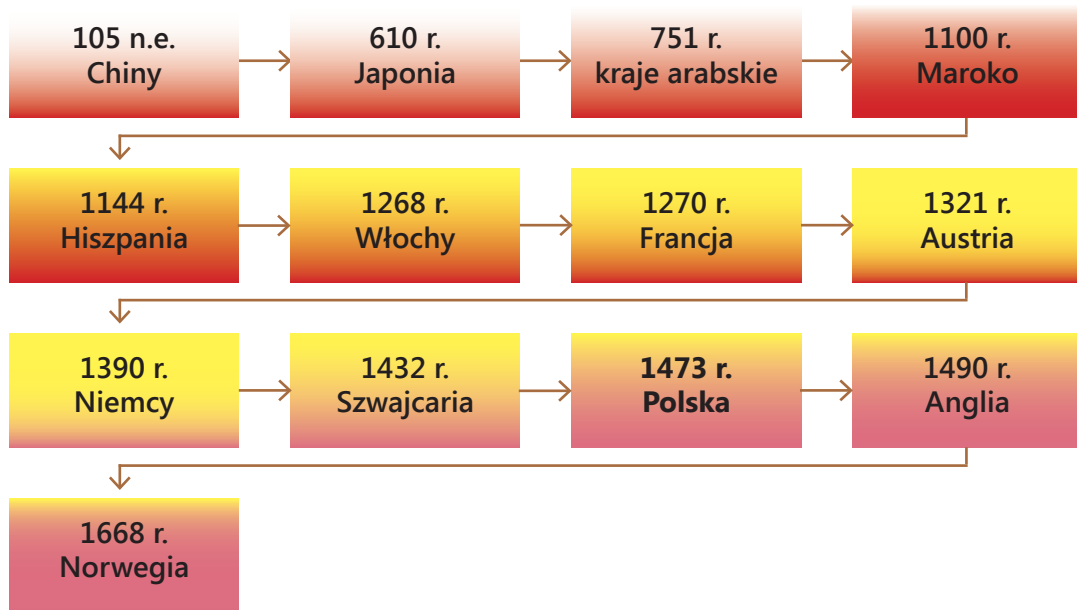 105 n.e.
Chiny
610 r.
Japonia
751 r.
kraje arabskie
1100 r.
Maroko
1144 r.
Hiszpania
1268 r.
Włochy
1270 r.
Francja
1321 r.
Austria
1390 r.
Niemcy
1432 r.
Szwajcaria
1473 r.
Polska
1490 r.
Anglia
1668 r.
Norwegia